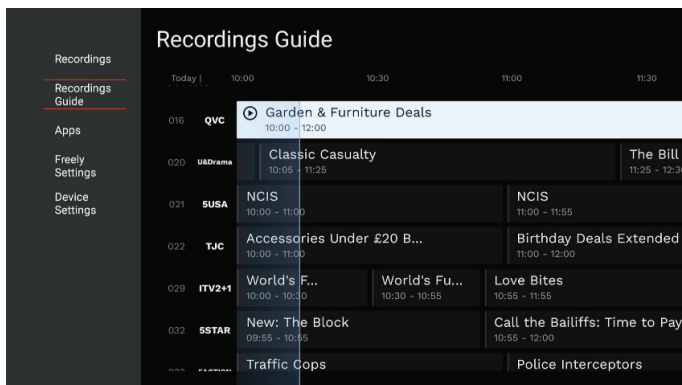 Recordings Guide
Recordings
Recordings
Guide
Apps
Freely
Settings
Device
Settings
Today | 10:00 10:30 11:00 11:30
016 QVC Garden & Furniture Deals
10:00 - 12:00
020 U&Drama Classic Casualty The Bill
10:05 - 11:25 11:25 - 12:3
021 5USA NCIS NCIS
10:00 - 11:00 11:00 - 11:55
022 TJC Accessories Under £20 B... Birthday Deals Extended
10:00 - 11:00 11:00 - 12:00
029 ITV2+1 World's F... World's Fu... Love Bites
10:00 - 10:30 10:30 - 10:55 10:55 - 11:55
032 5STAR New: The Block Call the Bailiffs: Time to Pay
09:55 - 10:55 10:55 - 12:00
Traffic Cops Police Interceptors